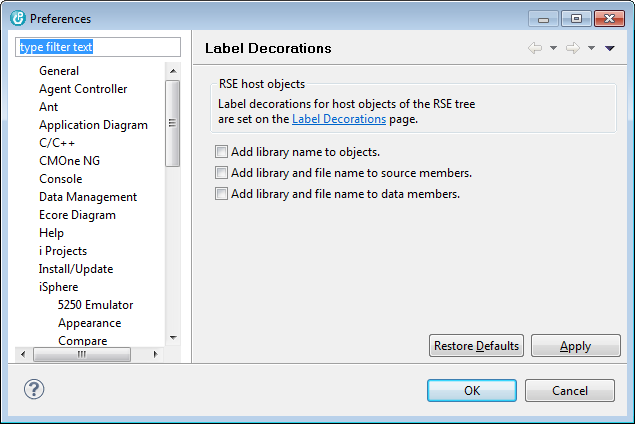 Preferences
type filter text
General
Agent Controller
Ant
Application Diagram
C/C++
CMOne NG
Console
Data Management
Ecore Diagram
Help
i Projects
Install/Update
iSphere
5250 Emulator
Appearance
Compare
Label Decorations
RSE host objects
Label decorations for host objects of the RSE tree
are set on the Label Decorations page.
Add library name to objects.
Add library and file name to source members.
Add library and file name to data members.
Restore Defaults
Apply
?
OK
Cancel